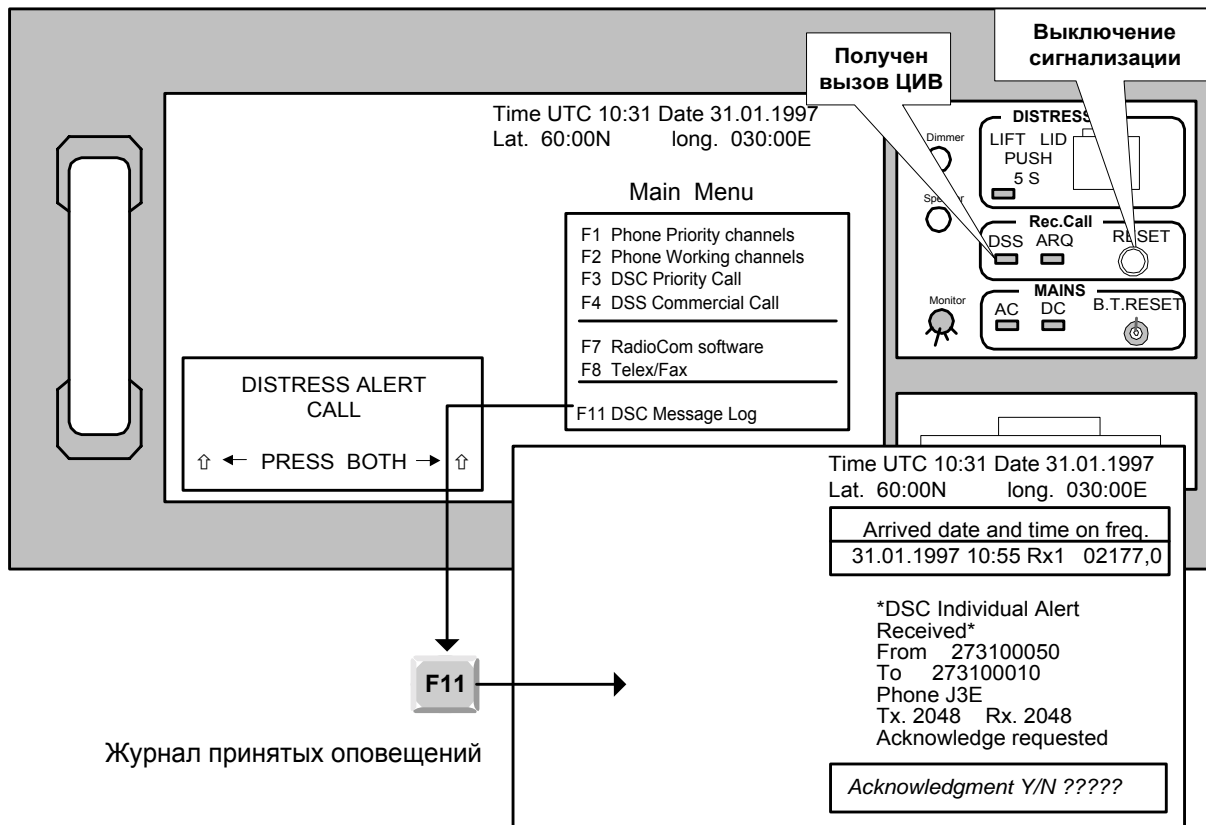 Выключение
сигнализации
Получен
вызов ЦИВ
Time UTC 10:31 Date 31.01.1997
Lat. 60:00N long. 030:00E
Main Menu
F1 Phone Priority channels
F2 Phone Working channels
F3 DSC Priority Call
F4 DSS Commercial Call
F7 RadioCom software
F8 Telex/Fax
F11 DSC Message Log
DISTRESS ALERT
CALL
⇧ ← PRESS BOTH → ⇧
Dimmer
Monitor
DISTRESS
LIFT LID
PUSH
5 S
Rec.Call
DSS ARQ RESET
MAINS
AC DC B.T.RESET
Time UTC 10:31 Date 31.01.1997
Lat. 60:00N long. 030:00E
Arrived date and time on freq.
31.01.1997 10:55 Rx1 02177,0
*DSC Individual Alert
Received*
From 273100050
To 273100010
Phone J3E
Tx. 2048 Rx. 2048
Acknowledge requested
Acknowledgment Y/N ?????
F11
Журнал принятых оповещений